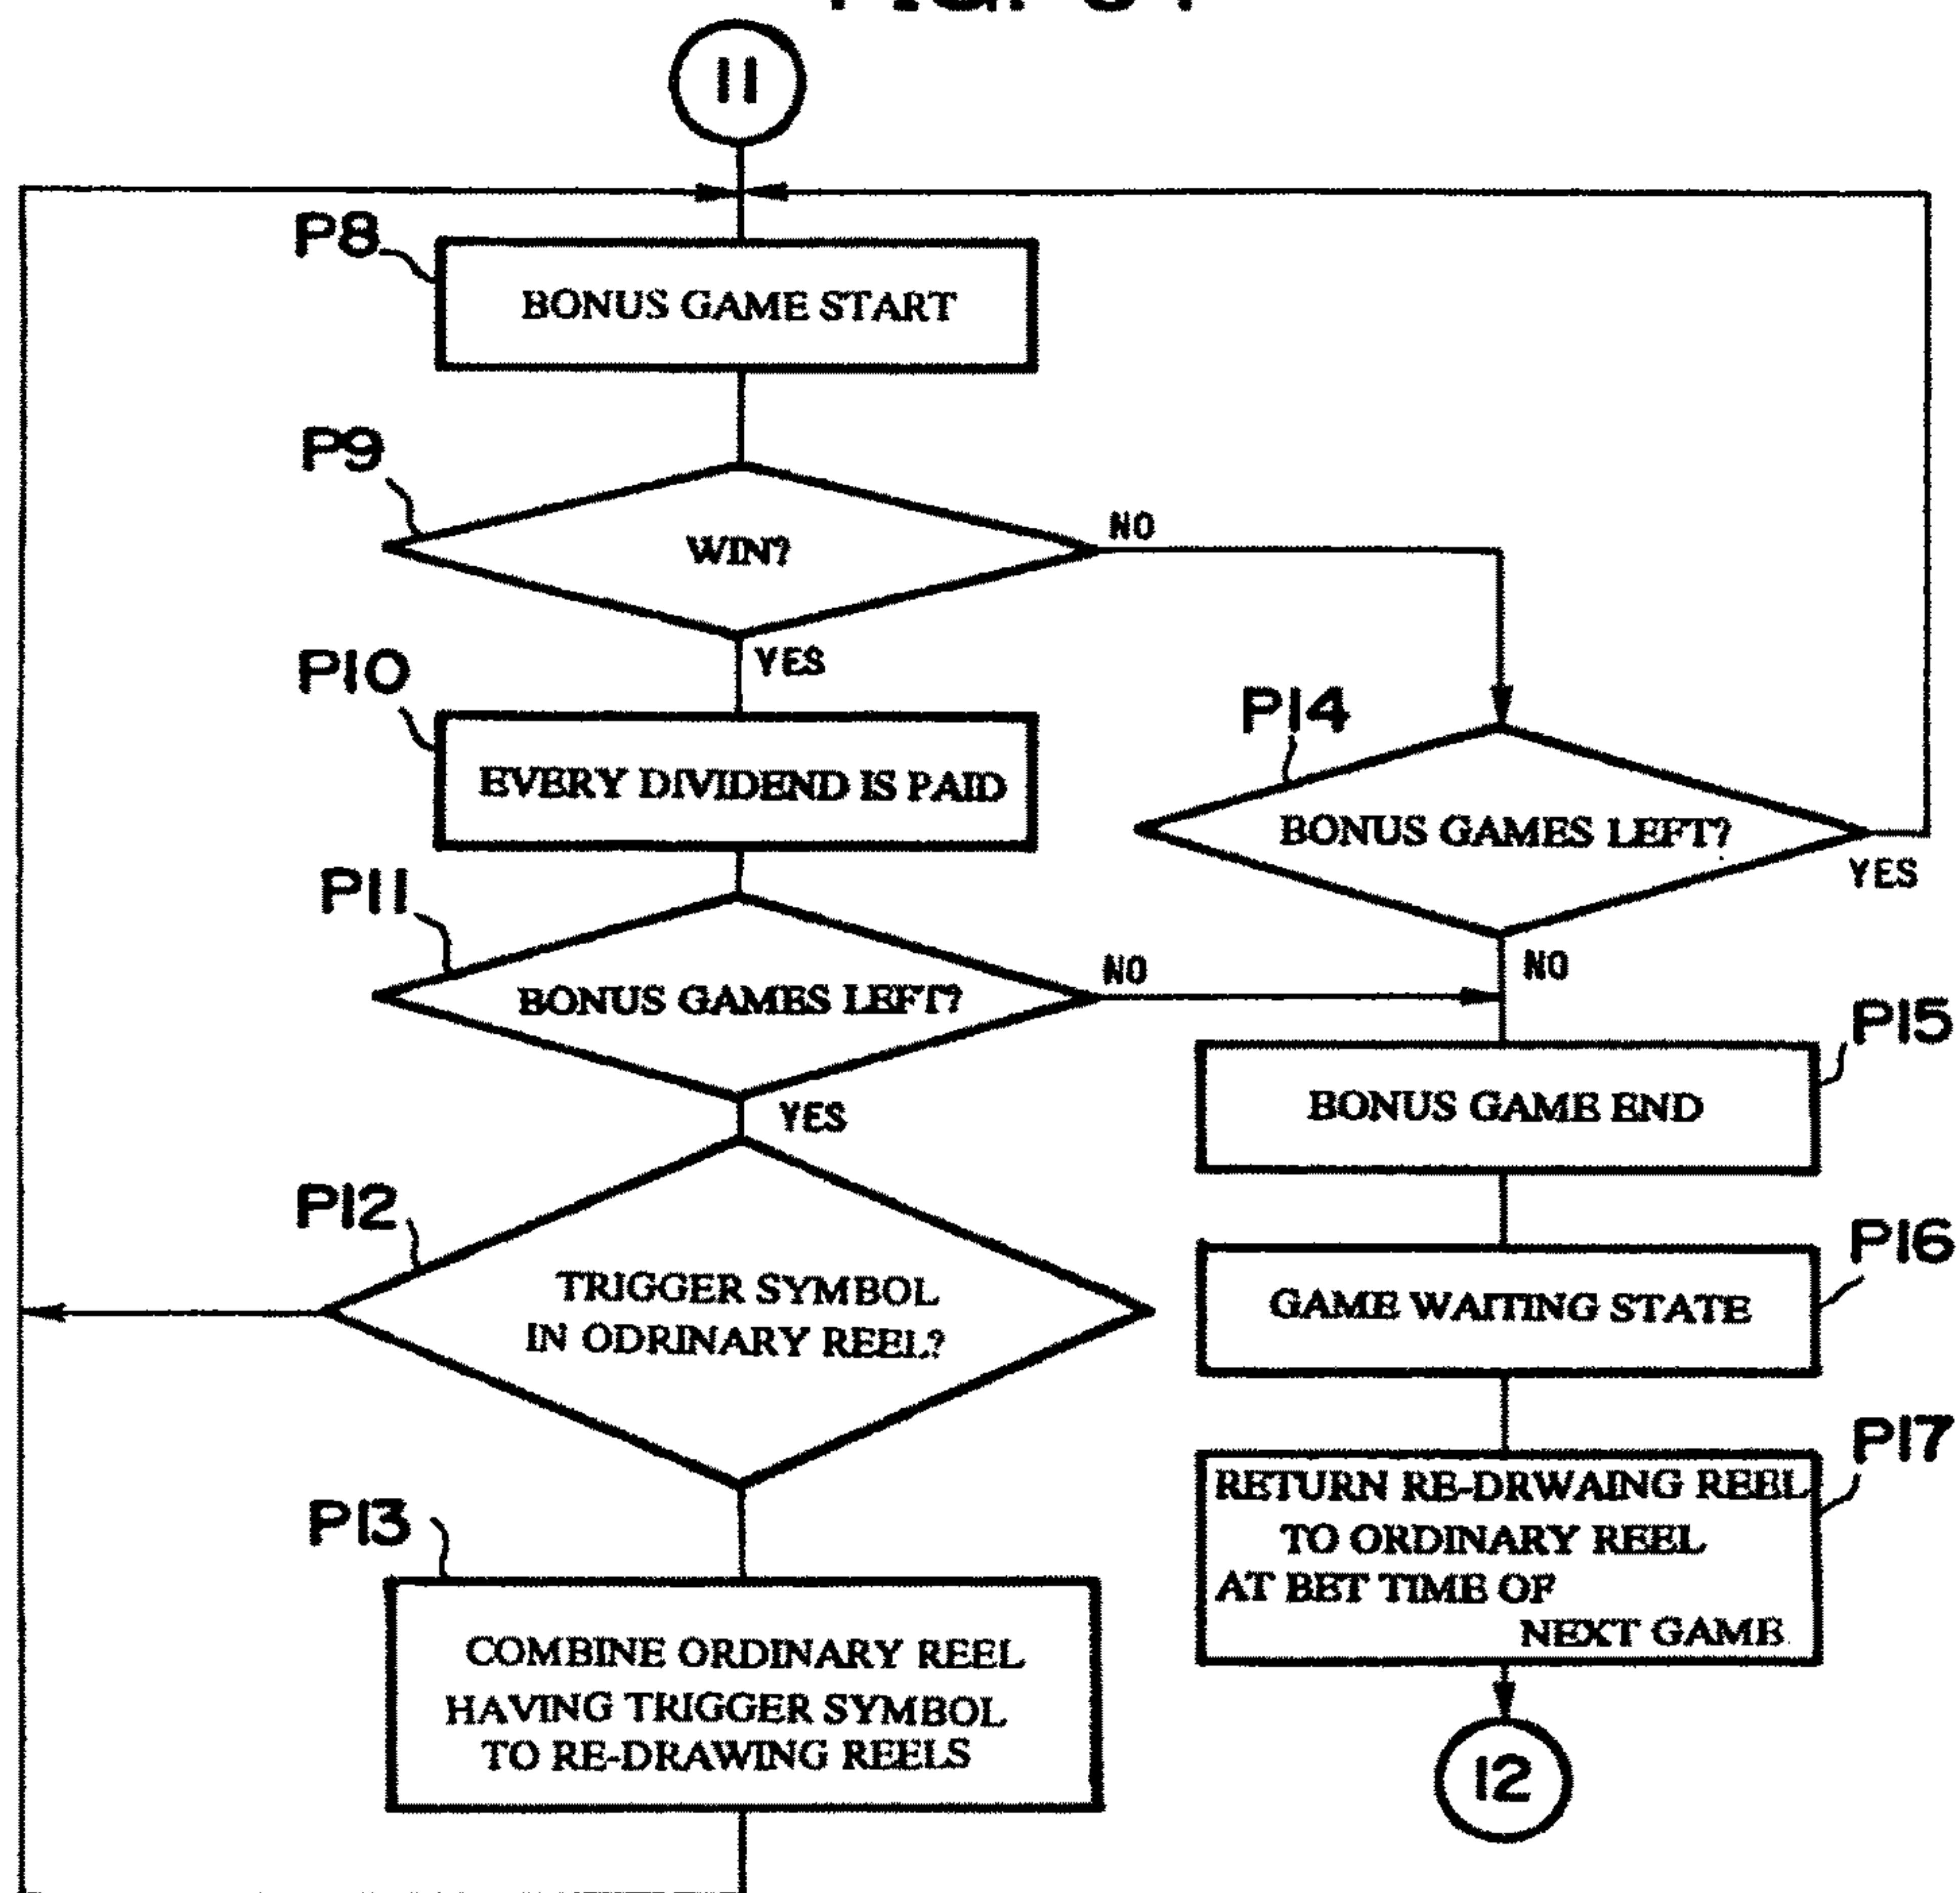 11
P8
BONUS GAME START
P9
WIN?
NO
YES
P10
EVERY DIVIDEND IS PAID
P14
BONUS GAMES LEFT?
YES
NO
P11
BONUS GAMES LEFT?
NO
YES
P15
BONUS GAME END
P12
TRIGGER SYMBOL
IN ODRINARY REEL?
P16
GAME WAITING STATE
P17
RETURN RE-DRWAING REEL
TO ORDINARY REEL
AT BET TIME OF
NEXT GAME
P13
COMBINE ORDINARY REEL
HAVING TRIGGER SYMBOL
TO RE-DRAWING REELS
12